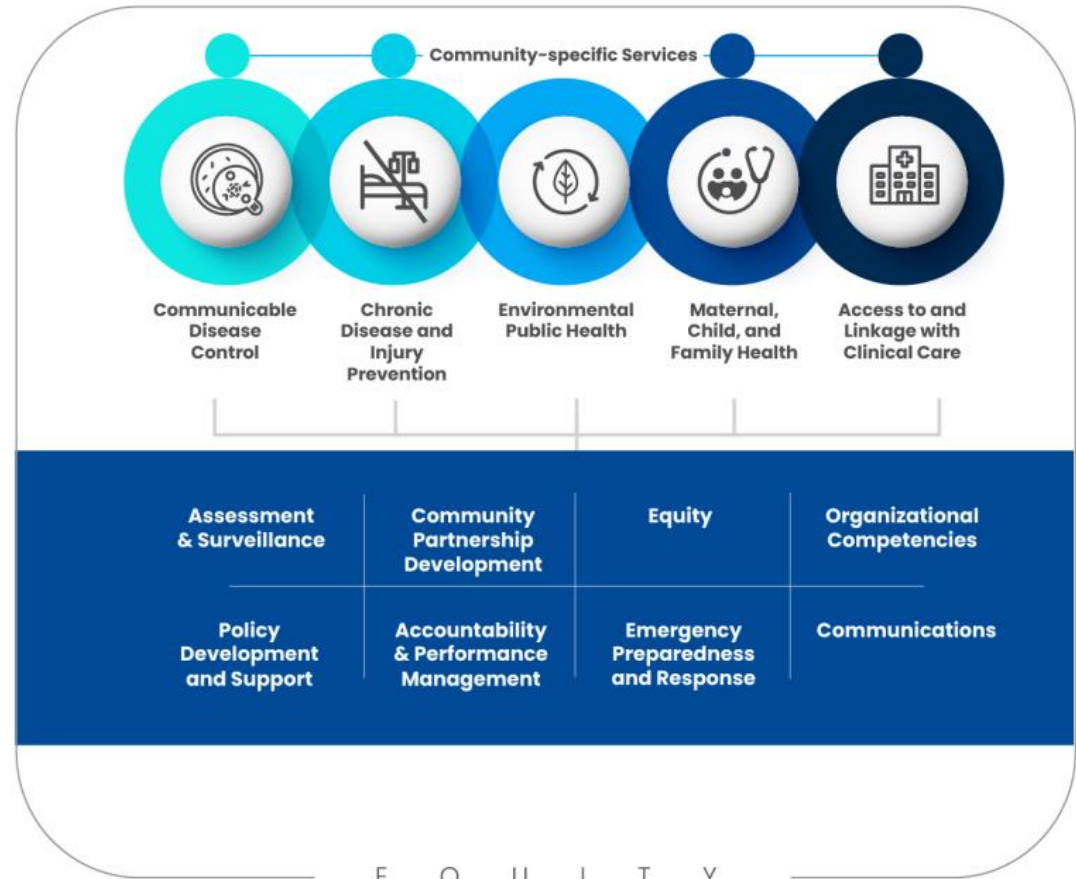 Community-specific Services
Communicable
Disease
Control
Chronic
Disease and
Injury
Prevention
Environmental
Public Health
Maternal,
Child, and
Family Health
Access to and
Linkage with
Clinical Care
Assessment
& Surveillance
Community
Partnership
Development
Equity
Organizational
Competencies
Policy
Development
and Support
Accountability
& Performance
Management
Emergency
Preparedness
and Response
Communications
EQUITY